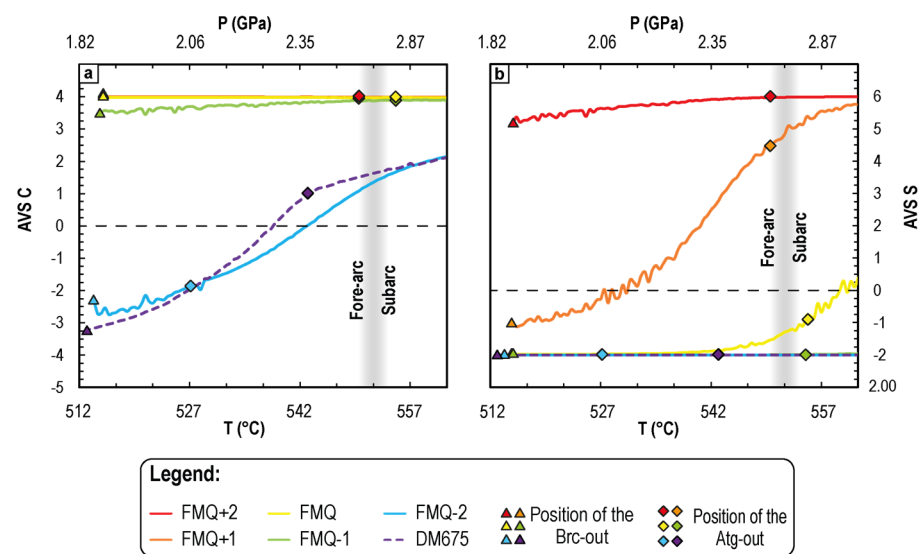 P (GPa)
1.82 2.06 2.35 2.87
a
AVS C
5
4
3
2
1
0
-1
-2
-3
-4
-5
Fore-arc
Subarc
512 527 542 557
T (°C)
P (GPa)
1.82 2.06 2.35 2.87
b
6
5
4
3
2
1
0
-1
-2
2.00
AVS S
Fore-arc
Subarc
512 527 542 557
T (°C)
Legend:
FMQ+2 FMQ FMQ-2 Position of the Position of the
FMQ+1 FMQ-1 DM675 Brc-out Atg-out